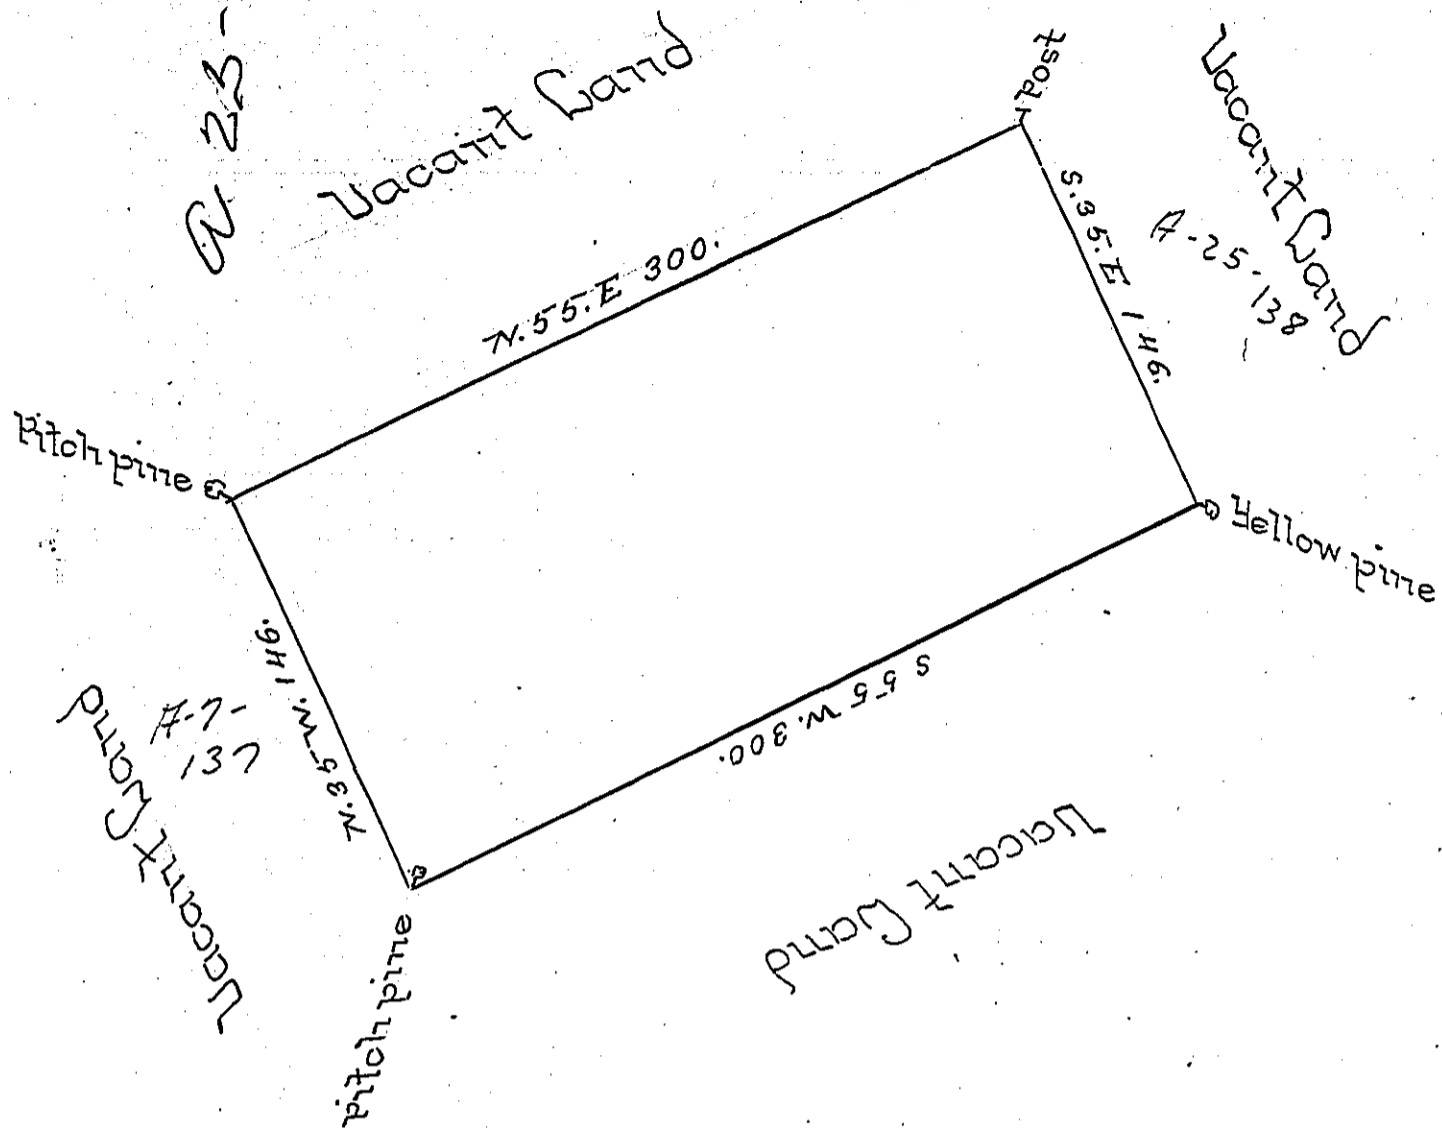 Vacant Land
Post
Vacant Land
A-25-138
N.55.E 300.
S.35.E 146.
Pitch pine
Yellow pine
N.35.W. 146.
S 55 W. 300.
A-7-
137
Vacant Land
Vacant Land
pitch pine